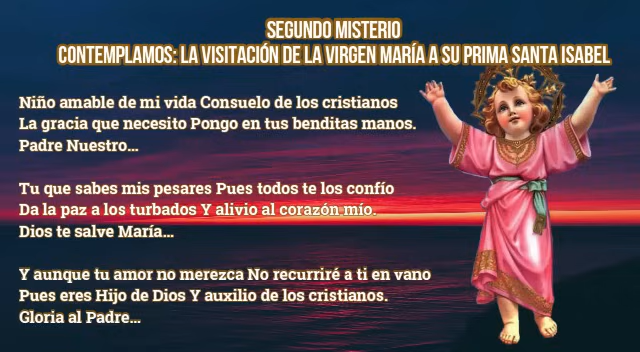 SEGUNDO MISTERIO
CONTEMPLAMOS: LA VISITACIÓN DE LA VIRGEN MARÍA A SU PRIMA SANTA ISABEL
Niño amable de mi vida Consuelo de los cristianos
La gracia que necesito Pongo en tus benditas manos.
Padre Nuestro...
Tu que sabes mis pesares Pues todos te los confío
Da la paz a los turbados Y alivio al corazón mío.
Dios te salve María...
Y aunque tu amor no merezca No recurriré a ti en vano
Pues eres Hijo de Dios Y auxilio de los cristianos.
Gloria al Padre...